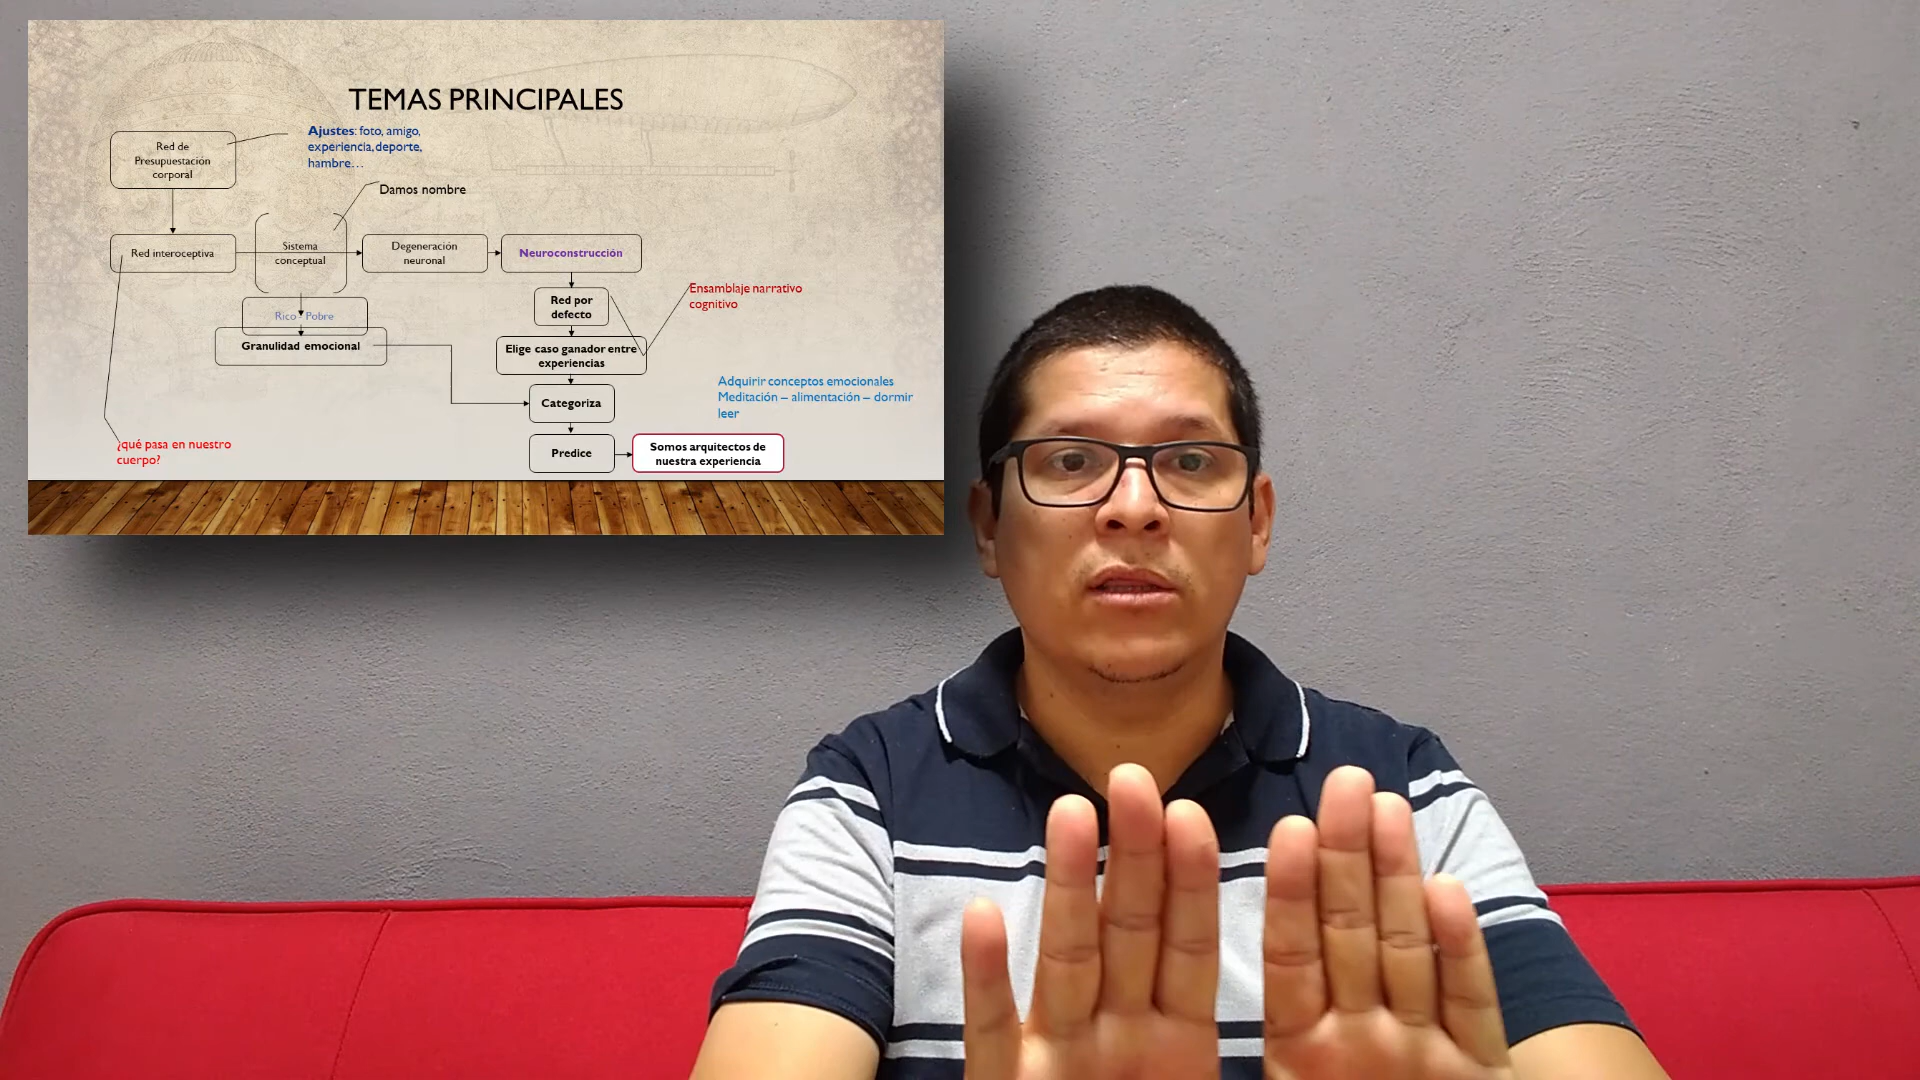 TEMAS PRINCIPALES
Red de
Presupuestación
corporal
Ajustes: foto, amigo,
experiencia, deporte,
hambre…
Damos nombre
Red interoceptiva
Sistema
conceptual
Degeneración
neuronal
Neuroconstrucción
Rico - Pobre
Granulidad emocional
Red por
defecto
Ensamblaje narrativo
cognitivo
Elige caso ganador entre
experiencias
Categoriza
Adquirir conceptos emocionales
Meditación – alimentación – dormir
leer
¿qué pasa en nuestro
cuerpo?
Predice
Somos arquitectos de
nuestra experiencia